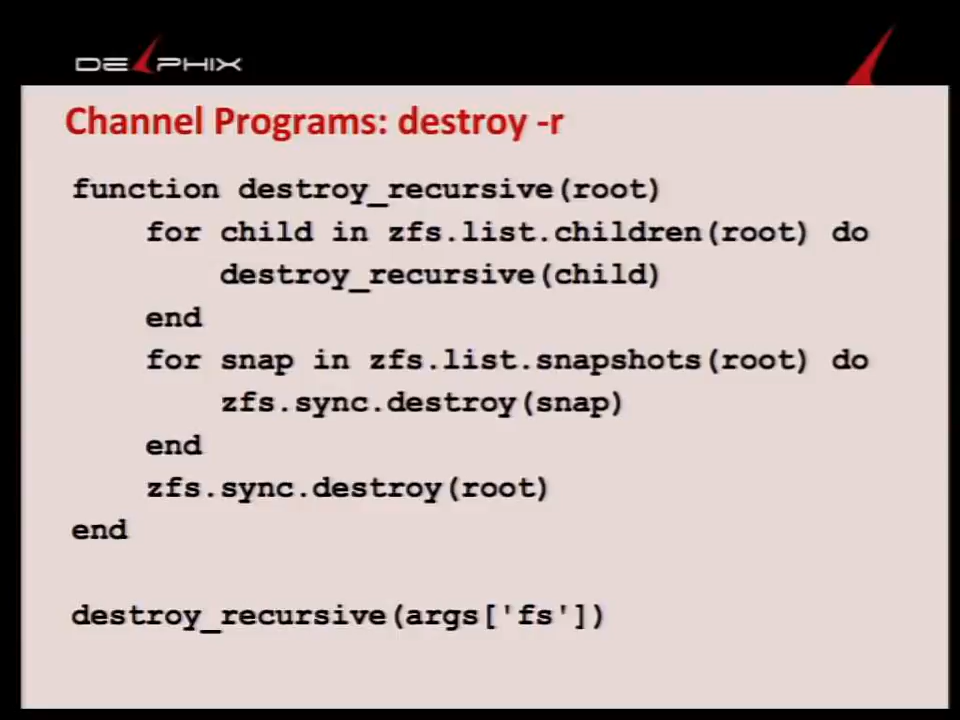 DELPHIX
Channel Programs: destroy -r
function destroy_recursive(root)
    for child in zfs.list.children(root) do
        destroy_recursive(child)
    end
    for snap in zfs.list.snapshots(root) do
        zfs.sync.destroy(snap)
    end
    zfs.sync.destroy(root)
end
destroy_recursive(args['fs'])